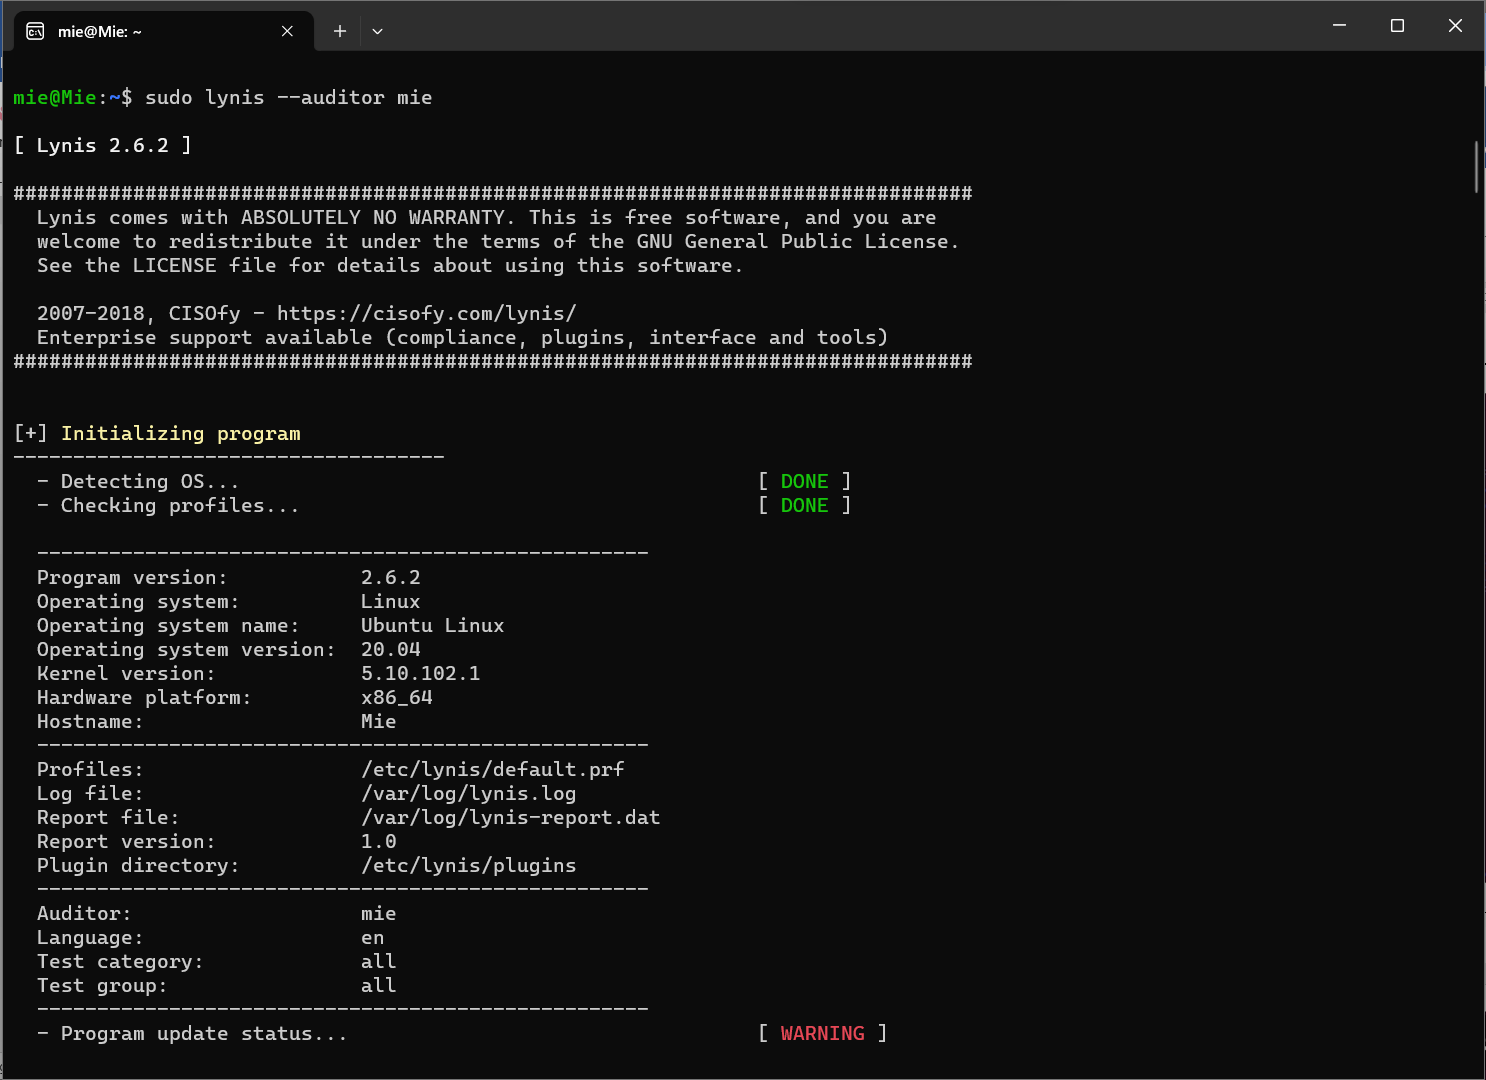 mie@Mie: ~
mie@Mie:~$ sudo lynis --auditor mie
[ Lynis 2.6.2 ]
################################################################################
Lynis comes with ABSOLUTELY NO WARRANTY. This is free software, and you are
welcome to redistribute it under the terms of the GNU General Public License.
See the LICENSE file for details about using this software.
2007-2018, CISOfy - https://cisofy.com/lynis/
Enterprise support available (compliance, plugins, interface and tools)
################################################################################
[+] Initializing program
------------------------------------
- Detecting OS... [ DONE ]
- Checking profiles... [ DONE ]
---------------------------------------------------
Program version: 2.6.2
Operating system: Linux
Operating system name: Ubuntu Linux
Operating system version: 20.04
Kernel version: 5.10.102.1
Hardware platform: x86_64
Hostname: Mie
---------------------------------------------------
Profiles: /etc/lynis/default.prf
Log file: /var/log/lynis.log
Report file: /var/log/lynis-report.dat
Report version: 1.0
Plugin directory: /etc/lynis/plugins
---------------------------------------------------
Auditor: mie
Language: en
Test category: all
Test group: all
---------------------------------------------------
- Program update status... [ WARNING ]